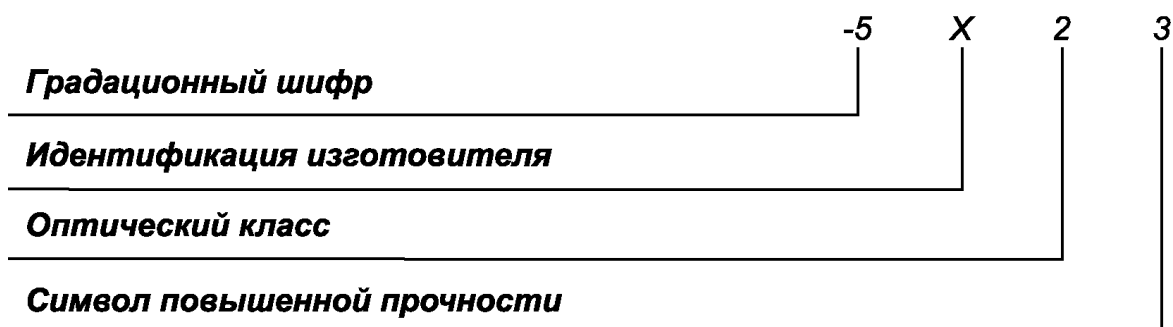 -5 X 2 3
Градационный шифр
Идентификация изготовителя
Оптический класс
Символ повышенной прочности